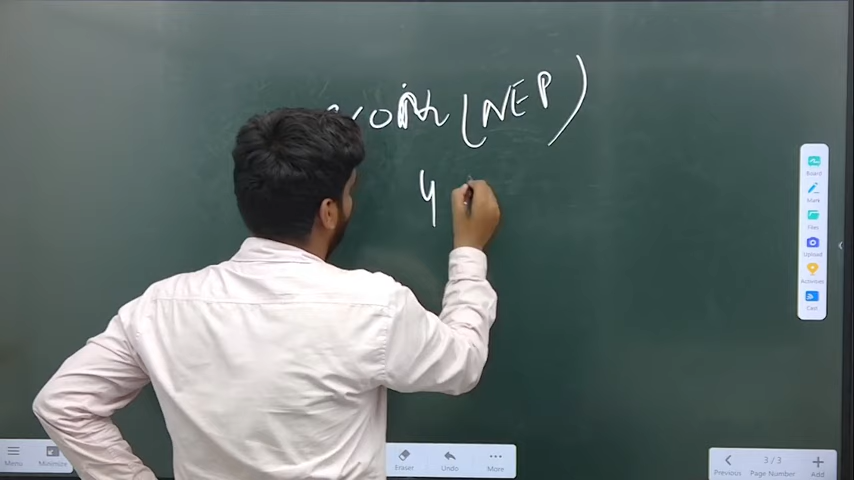 (NEP)
4
Board
Mark
Files
Upload
Activities
Cast
Menu
Minimize
Eraser
Undo
More
Previous
3 / 3
Page Number
Add